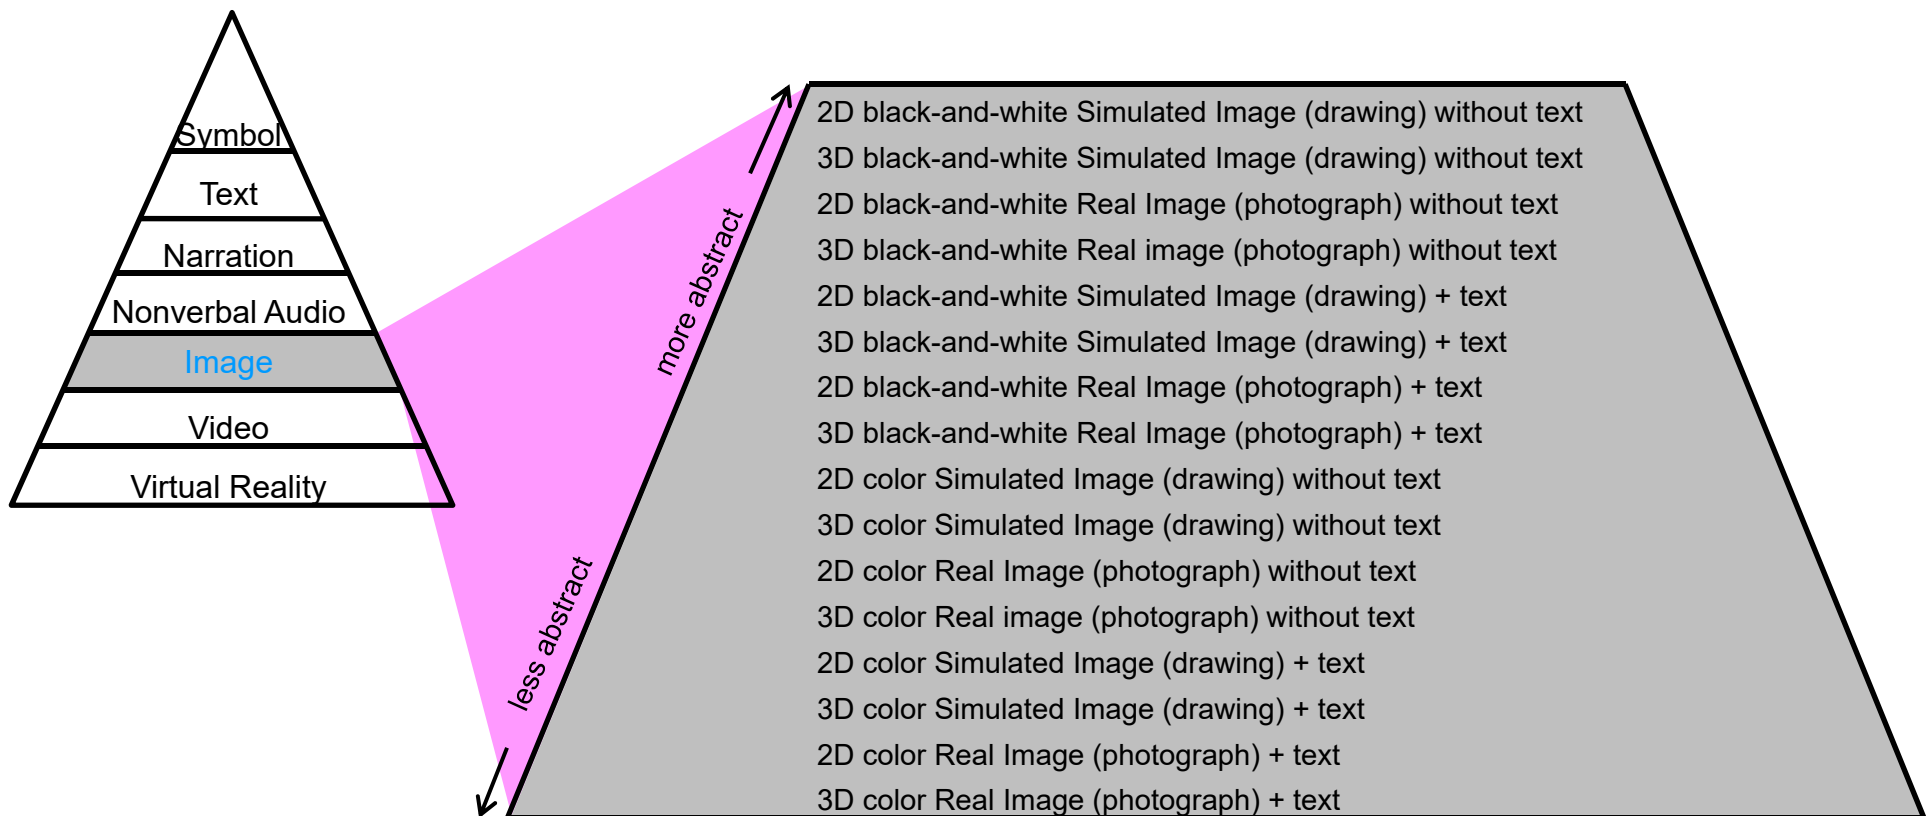 Symbol
Text
Narration
Nonverbal Audio
Image
Video
Virtual Reality
more abstract
less abstract
2D black-and-white Simulated Image (drawing) without text
3D black-and-white Simulated Image (drawing) without text
2D black-and-white Real Image (photograph) without text
3D black-and-white Real image (photograph) without text
2D black-and-white Simulated Image (drawing) + text
3D black-and-white Simulated Image (drawing) + text
2D black-and-white Real Image (photograph) + text
3D black-and-white Real Image (photograph) + text
2D color Simulated Image (drawing) without text
3D color Simulated Image (drawing) without text
2D color Real Image (photograph) without text
3D color Real image (photograph) without text
2D color Simulated Image (drawing) + text
3D color Simulated Image (drawing) + text
2D color Real Image (photograph) + text
3D color Real Image (photograph) + text